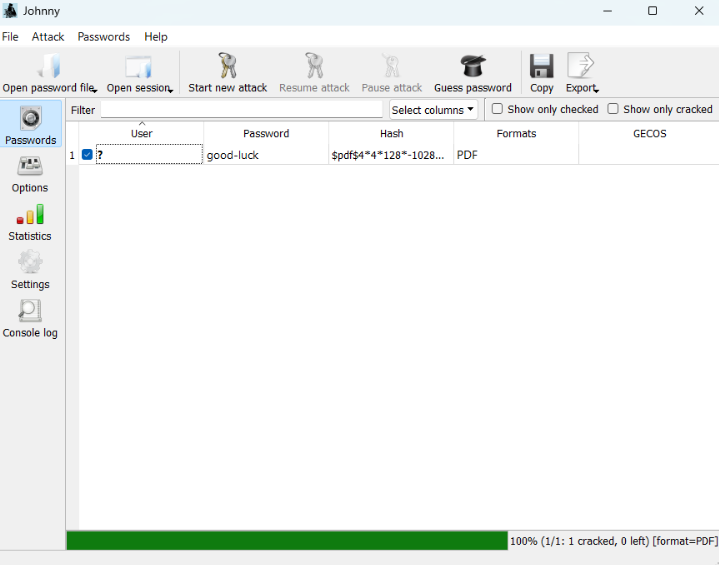 Johnny
File Attack Passwords Help
Open password file Open session Start new attack Resume attack Pause attack Guess password Copy Export
Filter Select columns Show only checked Show only cracked
Passwords
User Password Hash Formats GECOS
1 ? good-luck $pdf$4*4*128*-1028... PDF
Options
Statistics
Settings
Console log
100% (1/1: 1 cracked, 0 left) [format=PDF]